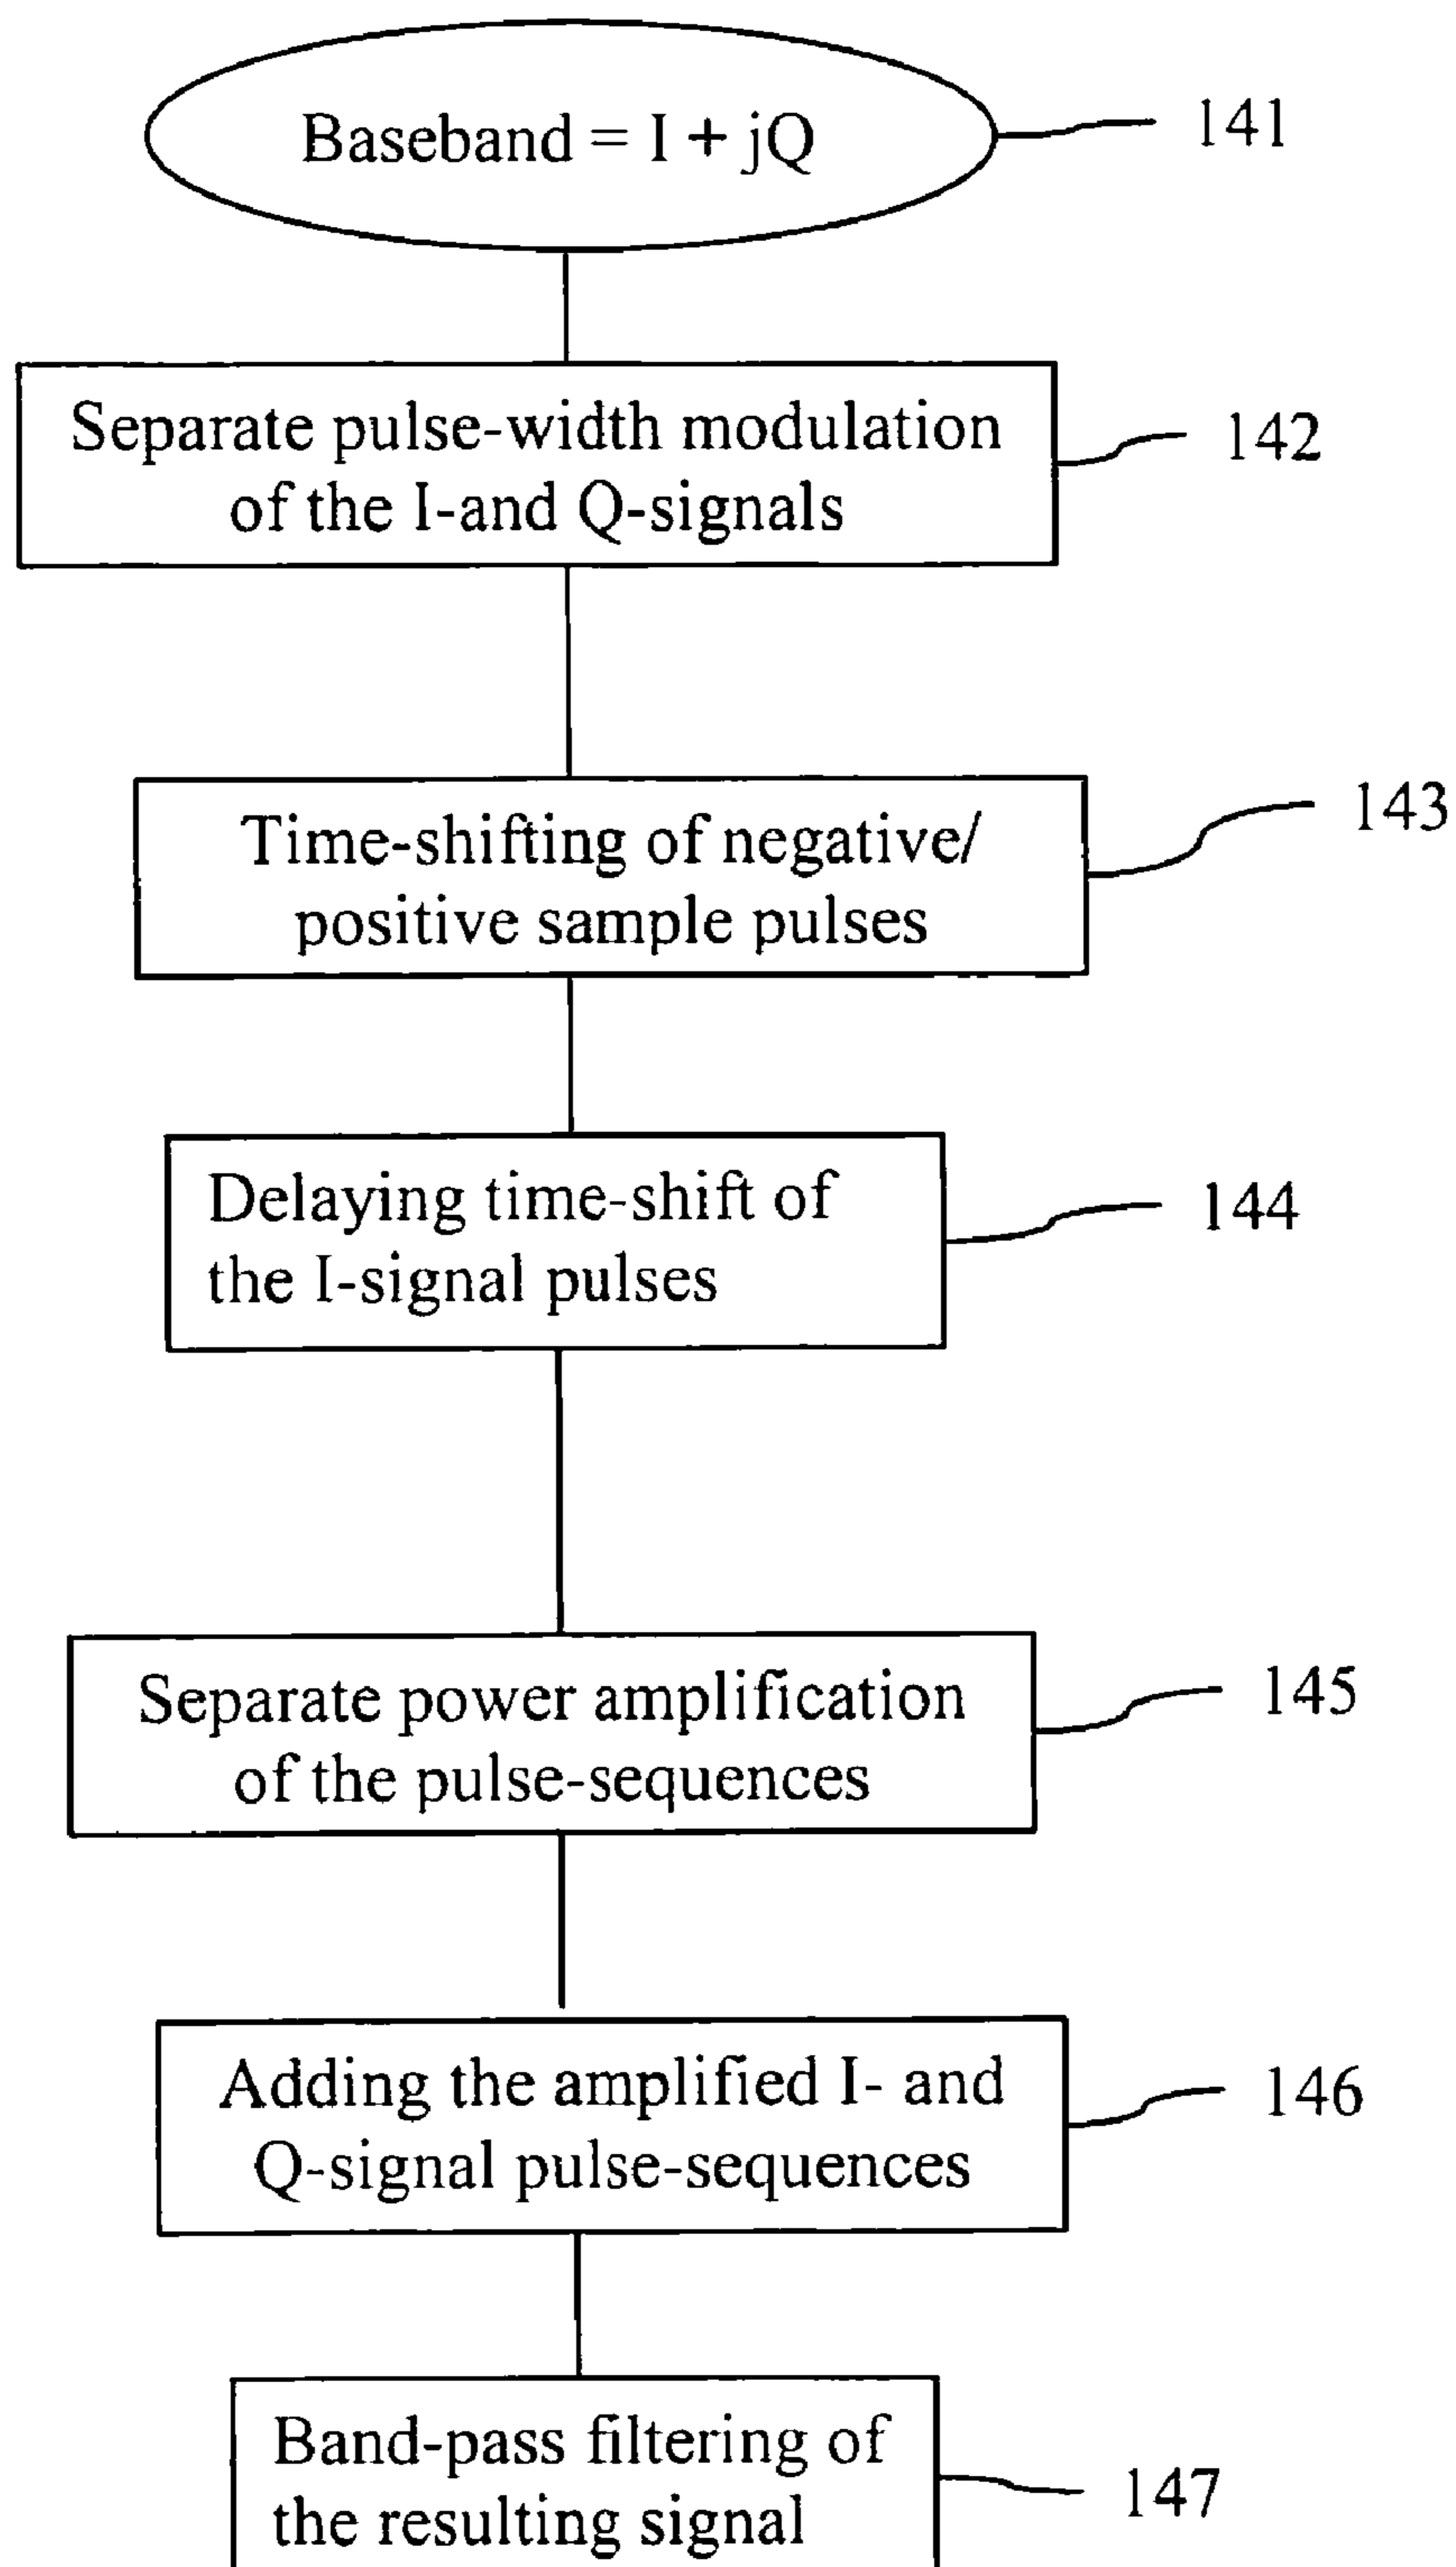 Baseband = I + jQ
141
Separate pulse-width modulation
of the I-and Q-signals
142
Time-shifting of negative/
positive sample pulses
143
Delaying time-shift of
the I-signal pulses
144
Separate power amplification
of the pulse-sequences
145
Adding the amplified I- and
Q-signal pulse-sequences
146
Band-pass filtering of
the resulting signal
147